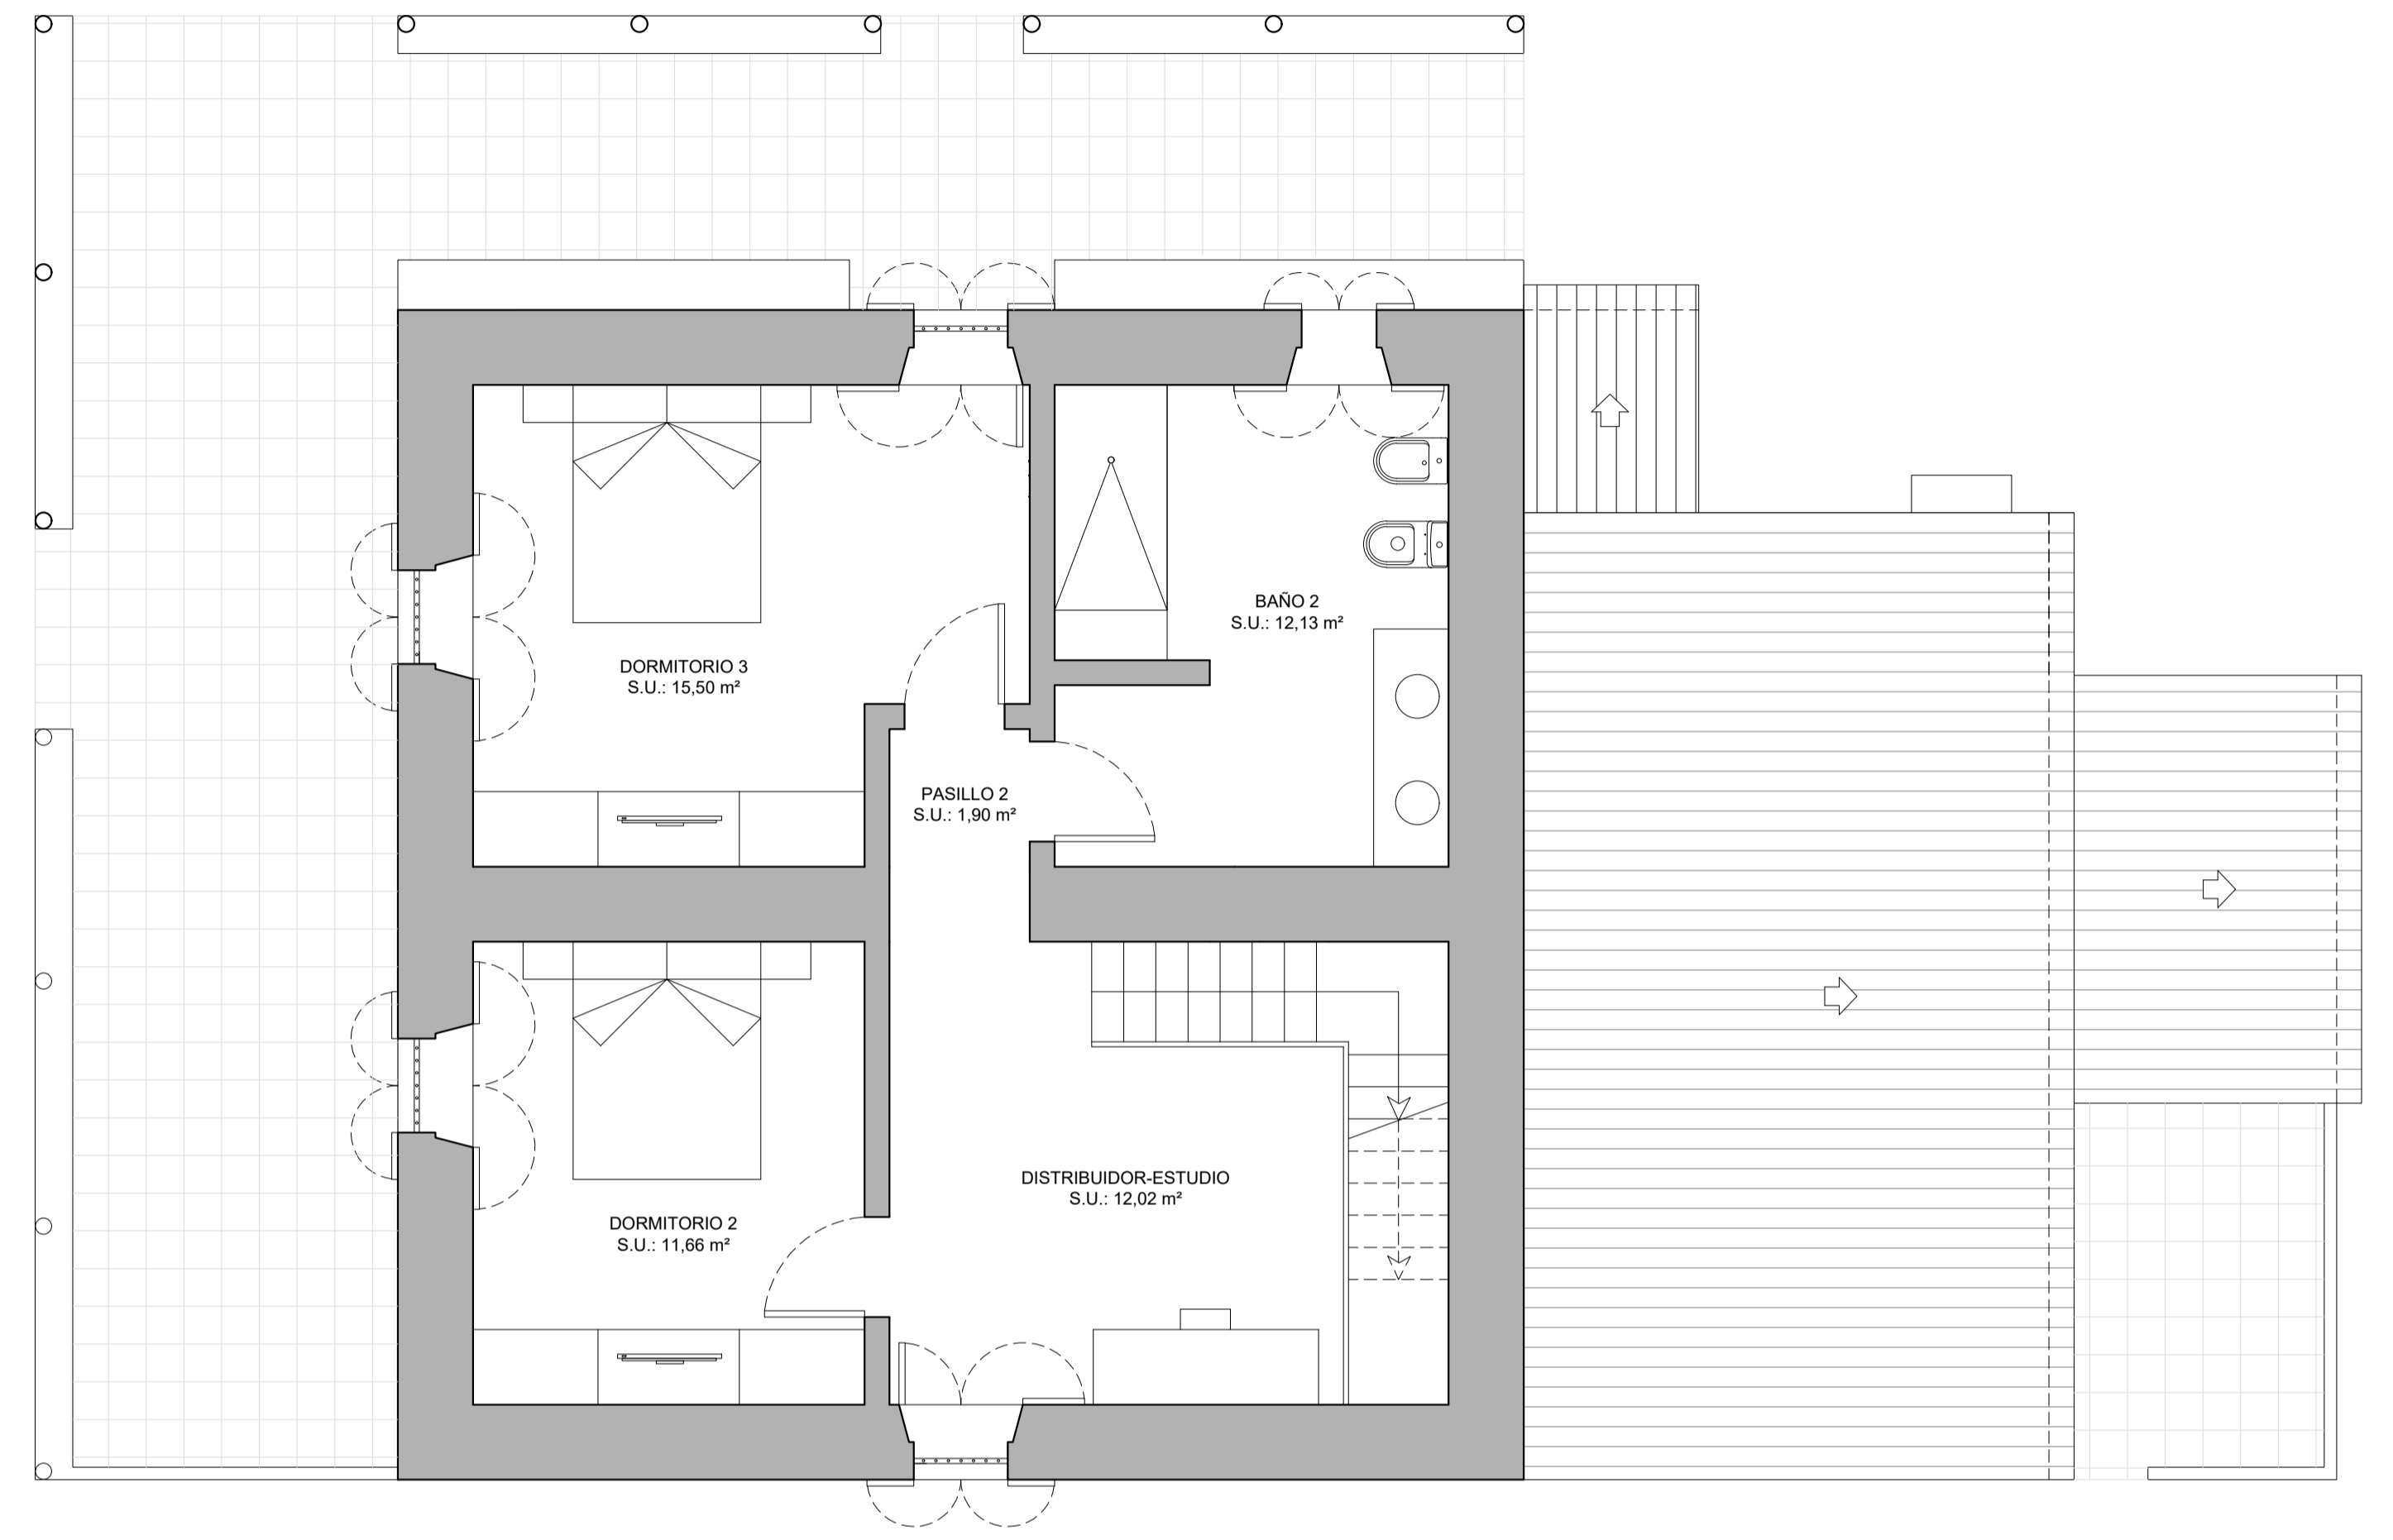 BAÑO 2
S.U.: 12,13 m²
DORMITORIO 3
S.U.: 15,50 m²
PASILLO 2
S.U.: 1,90 m²
DISTRIBUIDOR-ESTUDIO
S.U.: 12,02 m²
DORMITORIO 2
S.U.: 11,66 m²